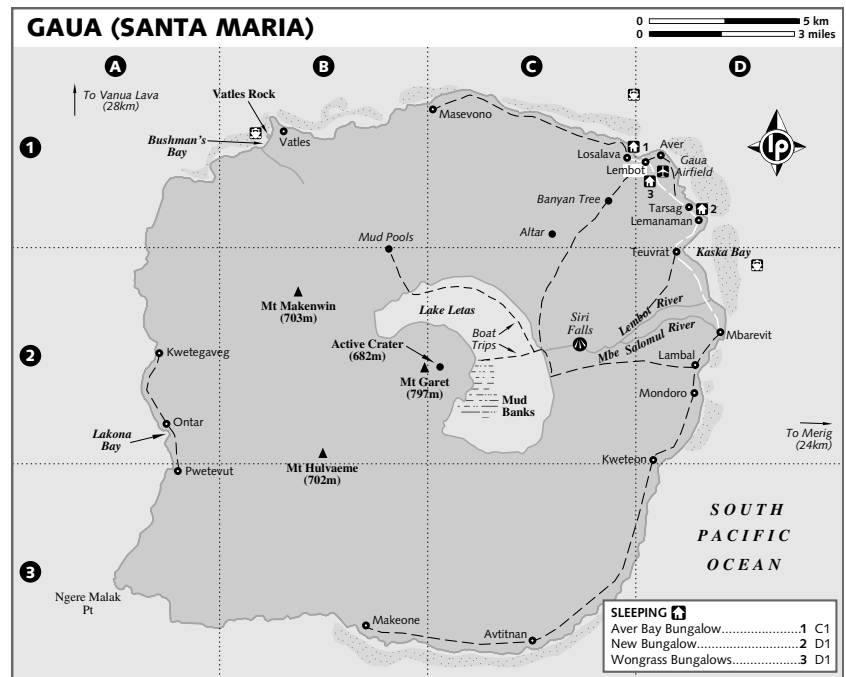 GAUA (SANTA MARIA)
0 5 km
0 3 miles
A B C D
To Vanua Lava
(28km)
Vatles Rock
Bushman's
Bay
Vatles
Masevono
1
Losalava
1
Aver
Lembot
Gaua
Airfield
3
Banyan Tree
Tarsag
2
Lemanaman
Altar
Mud Pools
Teuvrat
Kaska Bay
Mt Makenwin
(703m)
Lake Letas
Siri
Falls
Lembol River
Boat
Trips
Mbe Salomul River
Mbarevit
2
Kwetegaveg
Active Crater
(682m)
Lambal
Mt Garet
(797m)
Mud
Banks
Mondoro
Ontar
Lakona
Bay
To Merig
(24km)
Kweteon
Pwetevut
Mt Hulvaeme
(702m)
SOUTH
PACIFIC
OCEAN
3
Ngere Malak
Pt
Makeone
Avtitnan
SLEEPING
Aver Bay Bungalow.....................1 C1
New Bungalow...........................2 D1
Wongrass Bungalows..................3 D1
lp